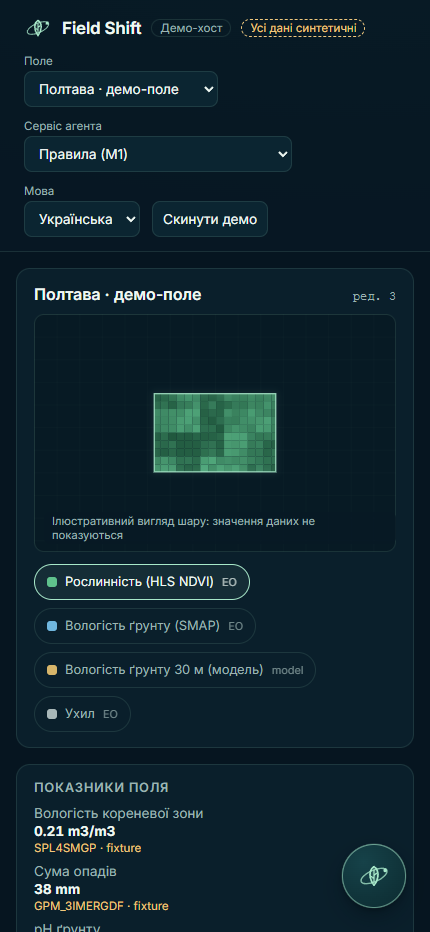 Field Shift Демо-хост Усі дані синтетичні
Поле
Полтава · демо-поле
Сервіс агента
Правила (M1)
Мова
Українська Скинути демо
Полтава · демо-поле ред. 3
Ілюстративний вигляд шару: значення даних не
показуються
Рослинність (HLS NDVI) EO
Вологість ґрунту (SMAP) EO
Вологість ґрунту 30 м (модель) model
Ухил EO
ПОКАЗНИКИ ПОЛЯ
Вологість кореневої зони
0.21 m3/m3
SPL4SMGP · fixture
Сума опадів
38 mm
GPM_3IMERGDF · fixture
pH ґрунту